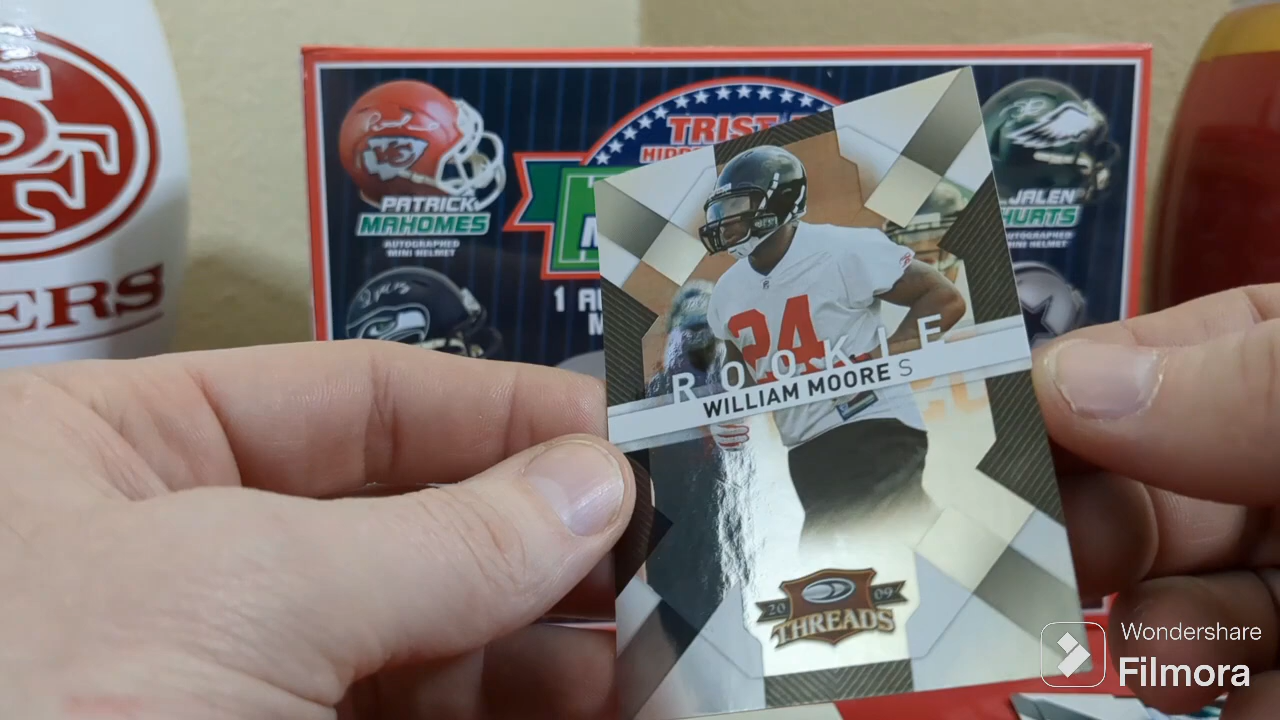 TRIST
PATRICK
MAHOMES
AUTOGRAPHED
MINI HELMET
JALEN
HURTS
AUTOGRAPHED
MINI HELMET
SF
ERS
1
24
ROOKIE
WILLIAM MOORE S
2009
THREADS
Wondershare
Filmora